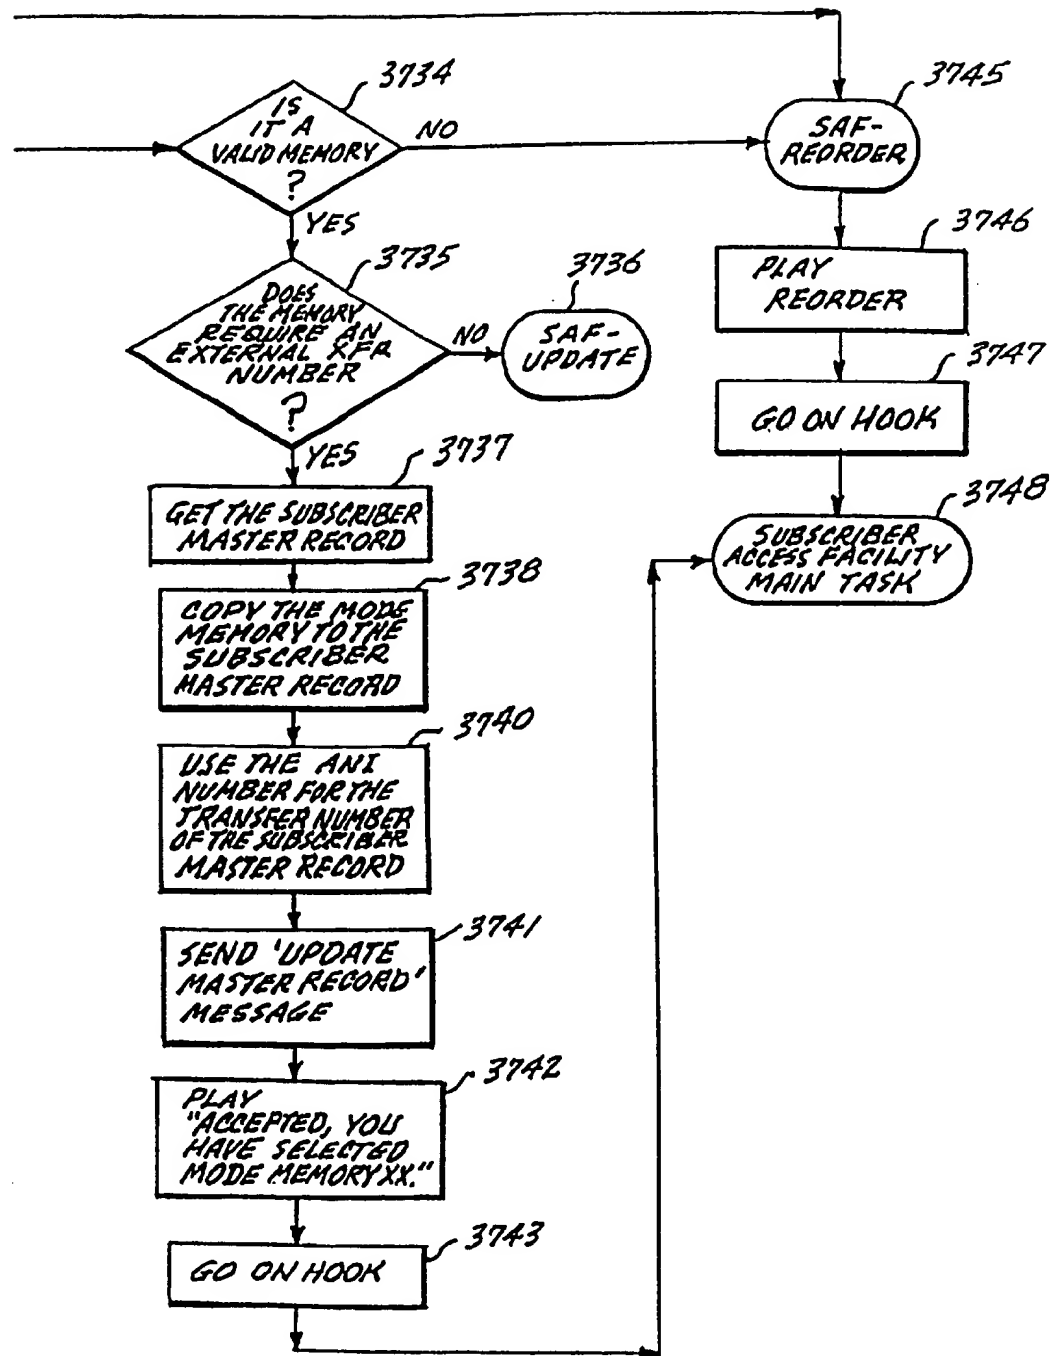 3734
IS
IT A
VALID MEMORY
?
NO
YES
3745
SAF-
REORDER
3746
PLAY
REORDER
3735
DOES
THE MEMORY
REQUIRE AN
EXTERNAL XFR
NUMBER
?
NO
YES
3736
SAF-
UPDATE
3747
GO ON HOOK
3748
SUBSCRIBER
ACCESS FACILITY
MAIN TASK
3737
GET THE SUBSCRIBER
MASTER RECORD
3738
COPY THE MODE
MEMORY TO THE
SUBSCRIBER
MASTER RECORD
3740
USE THE ANI
NUMBER FOR THE
TRANSFER NUMBER
OF THE SUBSCRIBER
MASTER RECORD
3741
SEND 'UPDATE
MASTER RECORD'
MESSAGE
3742
PLAY
"ACCEPTED, YOU
HAVE SELECTED
MODE MEMORY XX."
3743
GO ON HOOK